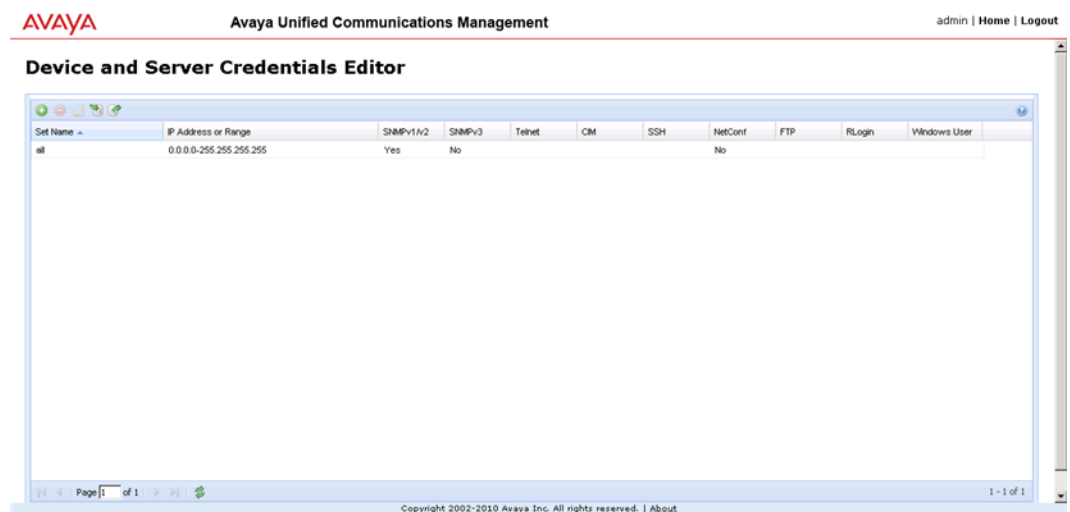 AVAYA Avaya Unified Communications Management admin | Home | Logout
Device and Server Credentials Editor
Set Name IP Address or Range SNMPv1/v2 SNMPv3 Telnet CIM SSH NetConf FTP RLogin Windows User
all 0.0.0.0-255.255.255.255 Yes No No
Page 1 of 1 1 - 1 of 1
Copyright 2002-2010 Avaya Inc. All rights reserved. | About